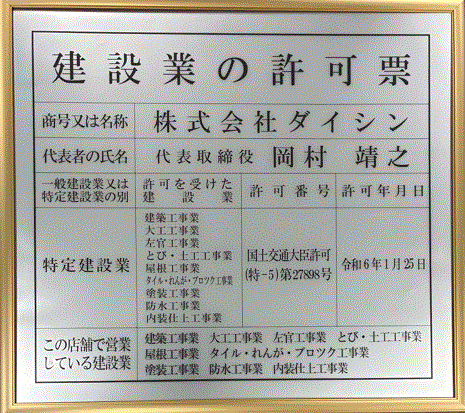 建設業の許可票
商号又は名称 株式会社ダイシン
代表者の氏名 代表取締役 岡村 靖之
一般建設業又は
特定建設業の別
許可を受けた
建設業
許可番号
許可年月日
特定建設業
建築工事業
大工工事業
左官工事業
とび・土工工事業
屋根工事業
タイル・れんが・ブロツク工事業
塗装工事業
防水工事業
内装仕上工事業
国土交通大臣許可
(特-5)第27898号
令和6年1月25日
この店舗で営業
している建設業
建築工事業 大工工事業 左官工事業 とび・土工工事業
屋根工事業 タイル・れんが・ブロツク工事業
塗装工事業 防水工事業 内装仕上工事業